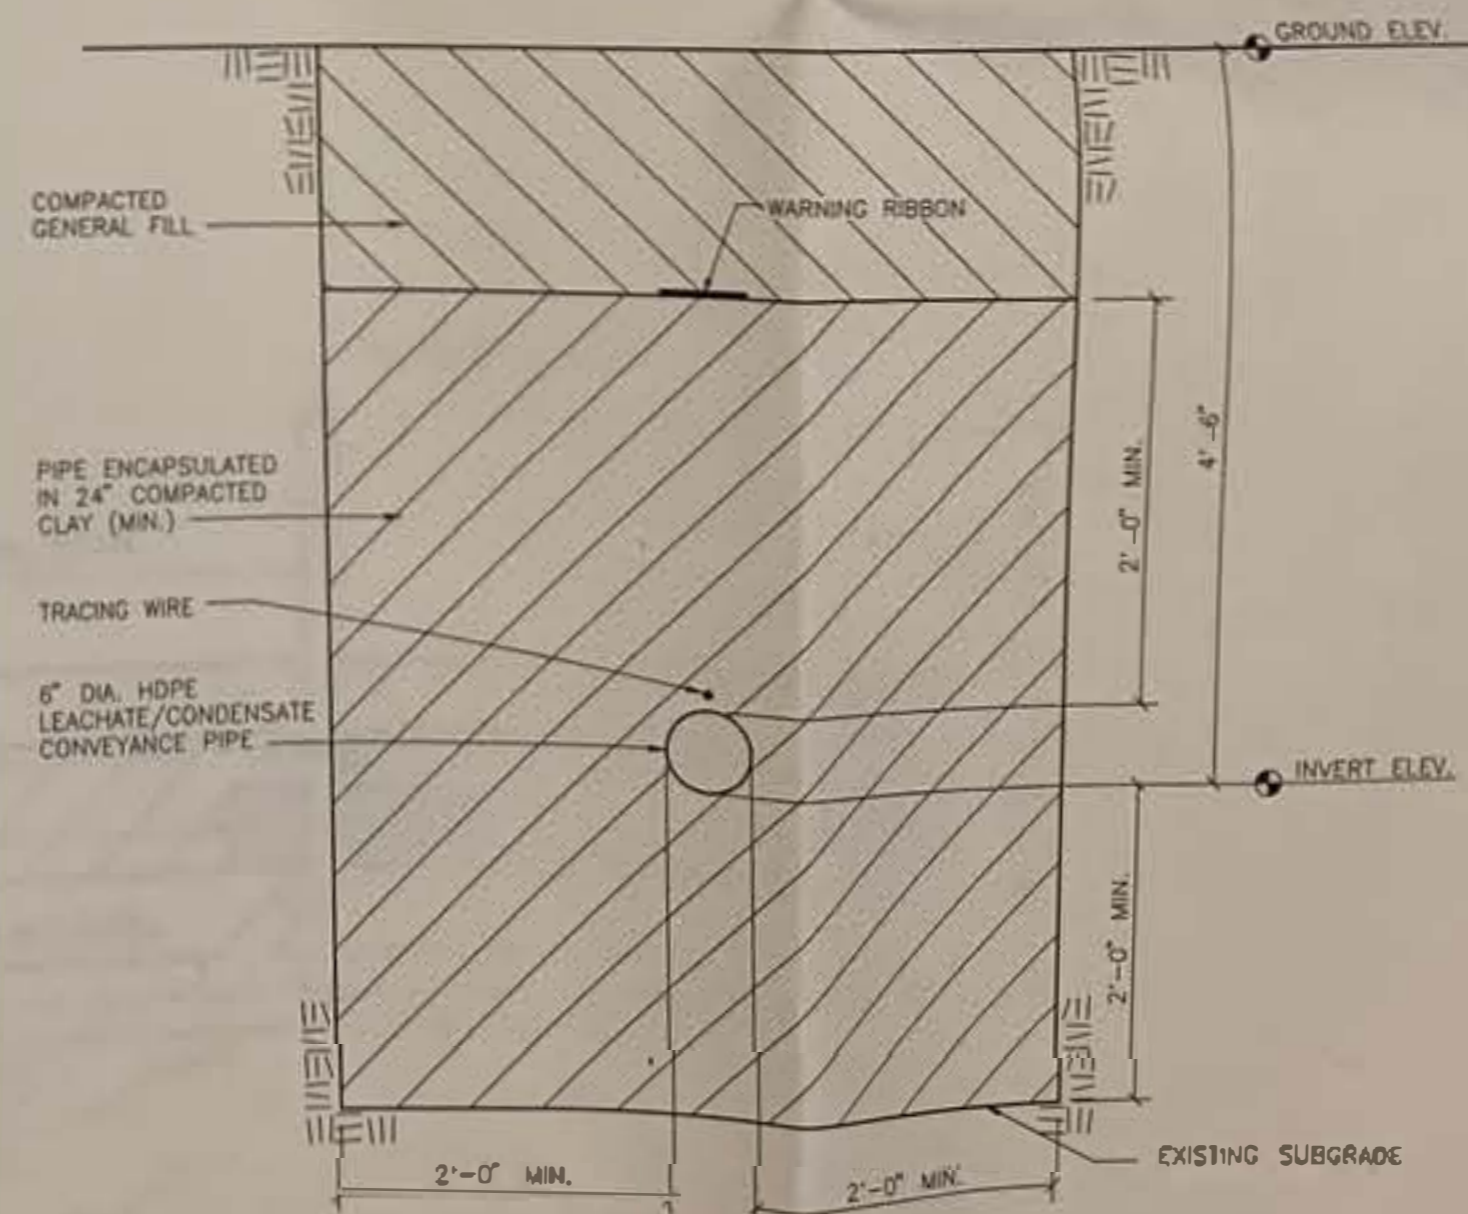 GROUND ELEV.
COMPACTED
GENERAL FILL
WARNING RIBBON
PIPE ENCAPSULATED
IN 24" COMPACTED
CLAY (MIN.)
2'-0" MIN.
4'-6"
TRACING WIRE
6" DIA. HDPE
LEACHATE/CONDENSATE
CONVEYANCE PIPE
INVERT ELEV.
2'-0" MIN.
EXISTING SUBGRADE
2'-0" MIN.
2'-0" MIN.